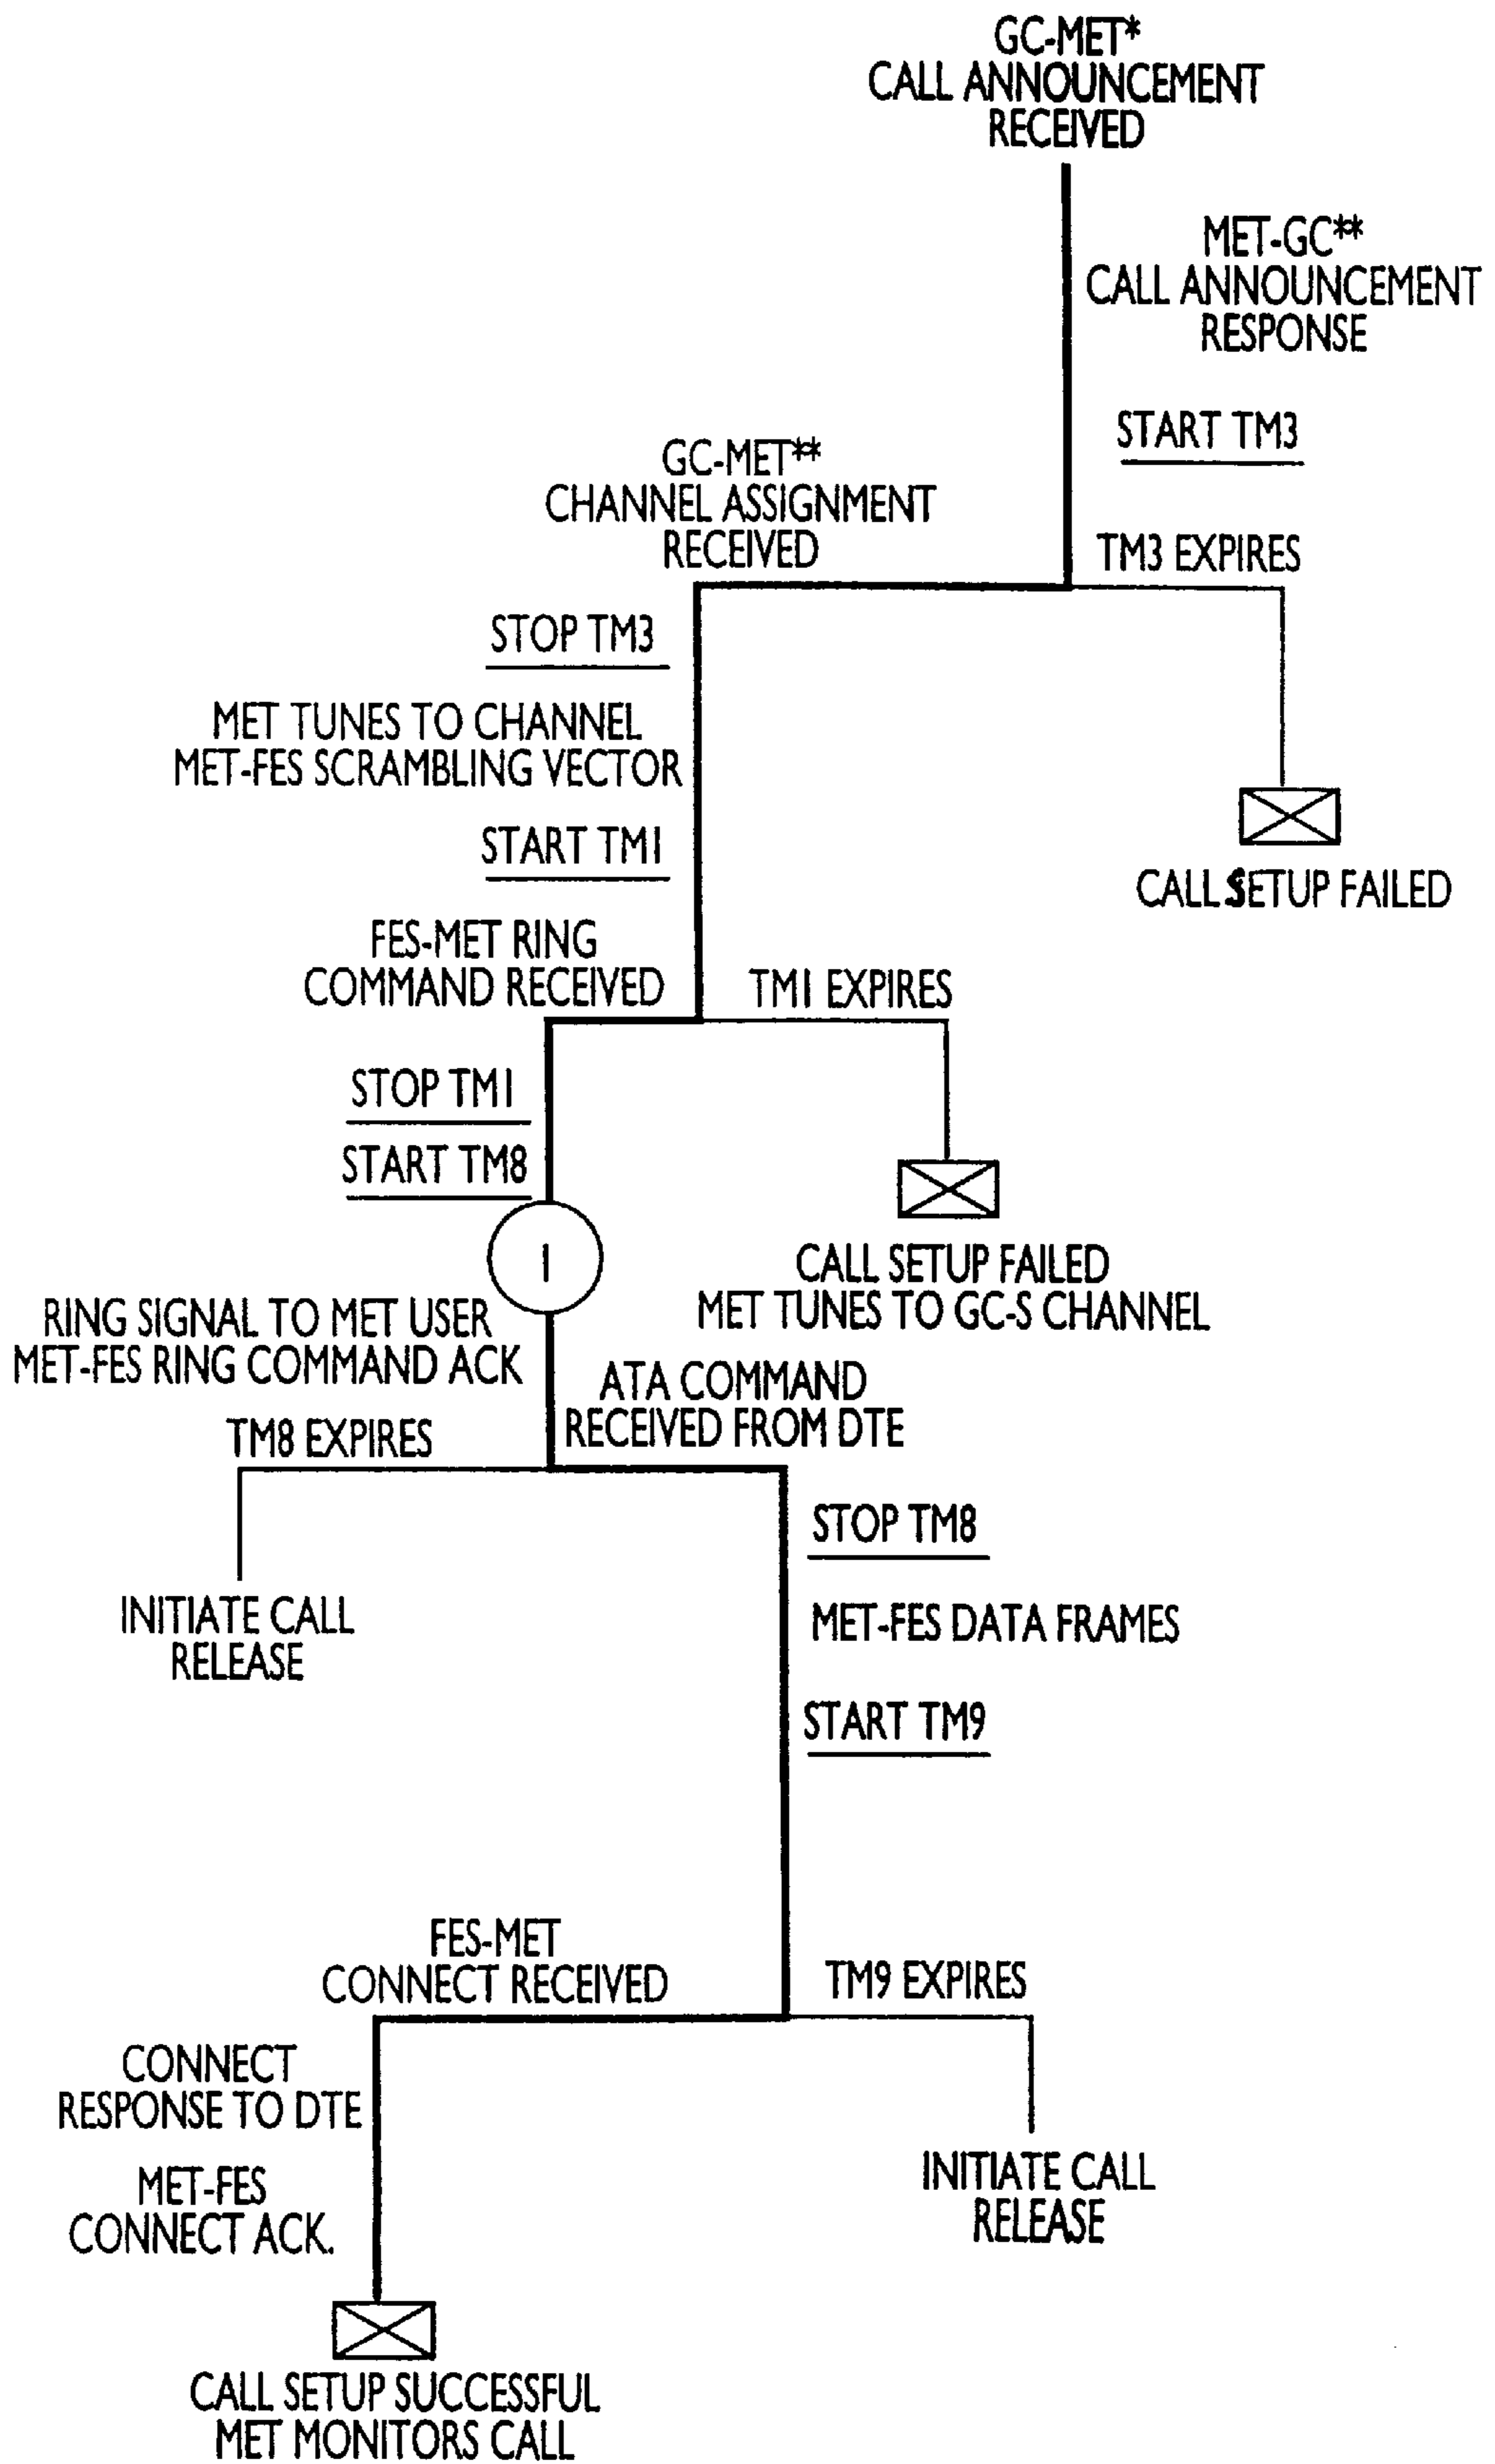 GC-MET*
CALL ANNOUNCEMENT
RECEIVED
MET-GC**
CALL ANNOUNCEMENT
RESPONSE
START TM3
GC-MET**
CHANNEL ASSIGNMENT
RECEIVED
TM3 EXPIRES
STOP TM3
MET TUNES TO CHANNEL
MET-FES SCRAMBLING VECTOR
START TM1
CALL SETUP FAILED
FES-MET RING
COMMAND RECEIVED
TM1 EXPIRES
STOP TM1
START TM8
1
CALL SETUP FAILED
MET TUNES TO GC-S CHANNEL
RING SIGNAL TO MET USER
MET-FES RING COMMAND ACK
ATA COMMAND
RECEIVED FROM DTE
TM8 EXPIRES
STOP TM8
INITIATE CALL
RELEASE
MET-FES DATA FRAMES
START TM9
FES-MET
CONNECT RECEIVED
TM9 EXPIRES
CONNECT
RESPONSE TO DTE
MET-FES
CONNECT ACK.
INITIATE CALL
RELEASE
CALL SETUP SUCCESSFUL
MET MONITORS CALL